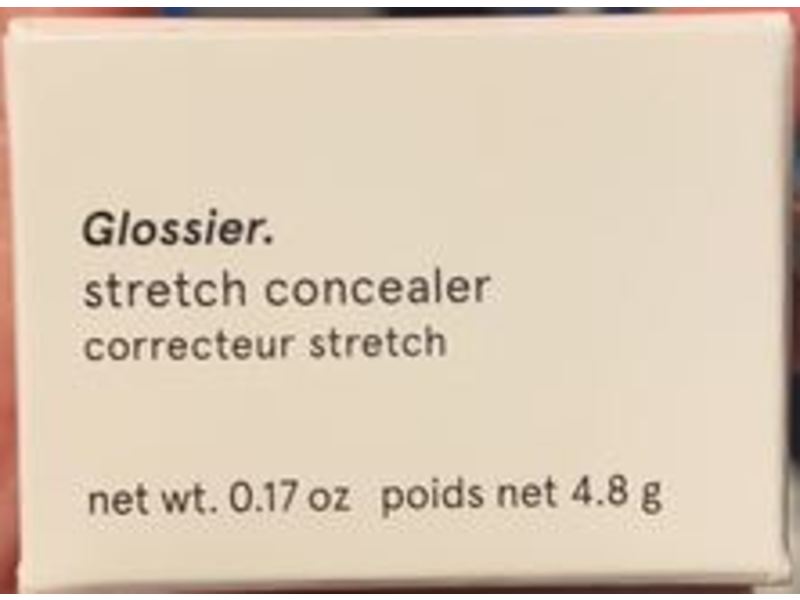 Glossier.
stretch concealer
correcteur stretch
net wt. 0.17 oz poids net 4.8 g